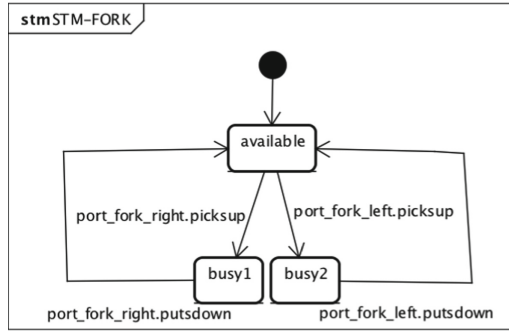 stmSTM-FORK
available
port_fork_right.picksup
port_fork_left.picksup
busy1
busy2
port_fork_right.putsdown
port_fork_left.putsdown